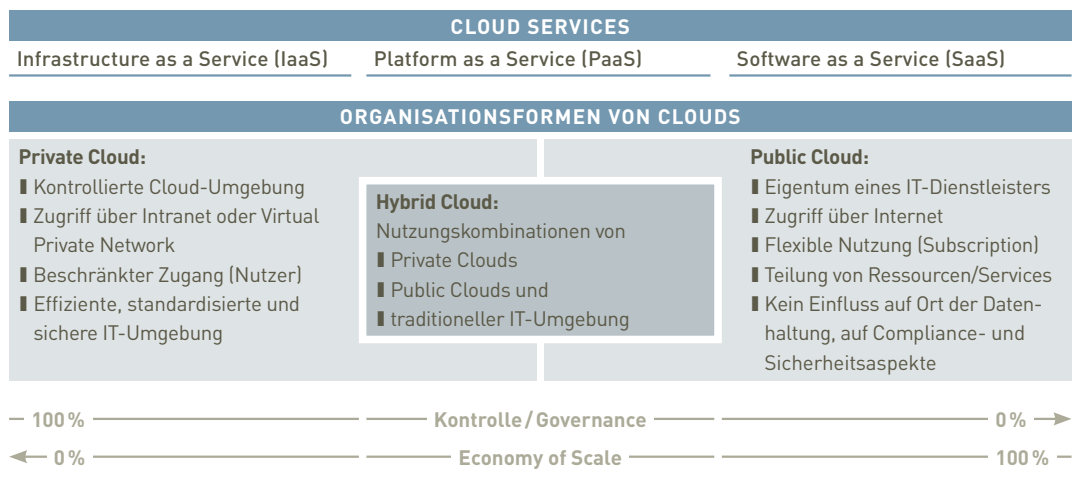 CLOUD SERVICES
Infrastructure as a Service (IaaS)
Platform as a Service (PaaS)
Software as a Service (SaaS)
ORGANISATIONSFORMEN VON CLOUDS
Private Cloud:
❚ Kontrollierte Cloud-Umgebung
❚ Zugriff über Intranet oder Virtual
Private Network
❚ Beschränkter Zugang (Nutzer)
❚ Effiziente, standardisierte und
sichere IT-Umgebung
Hybrid Cloud:
Nutzungskombinationen von
❚ Private Clouds
❚ Public Clouds und
❚ traditioneller IT-Umgebung
Public Cloud:
❚ Eigentum eines IT-Dienstleisters
❚ Zugriff über Internet
❚ Flexible Nutzung (Subscription)
❚ Teilung von Ressourcen/Services
❚ Kein Einfluss auf Ort der Daten-
haltung, auf Compliance- und
Sicherheitsaspekte
100 % Kontrolle / Governance 0 %
0 % Economy of Scale 100 %